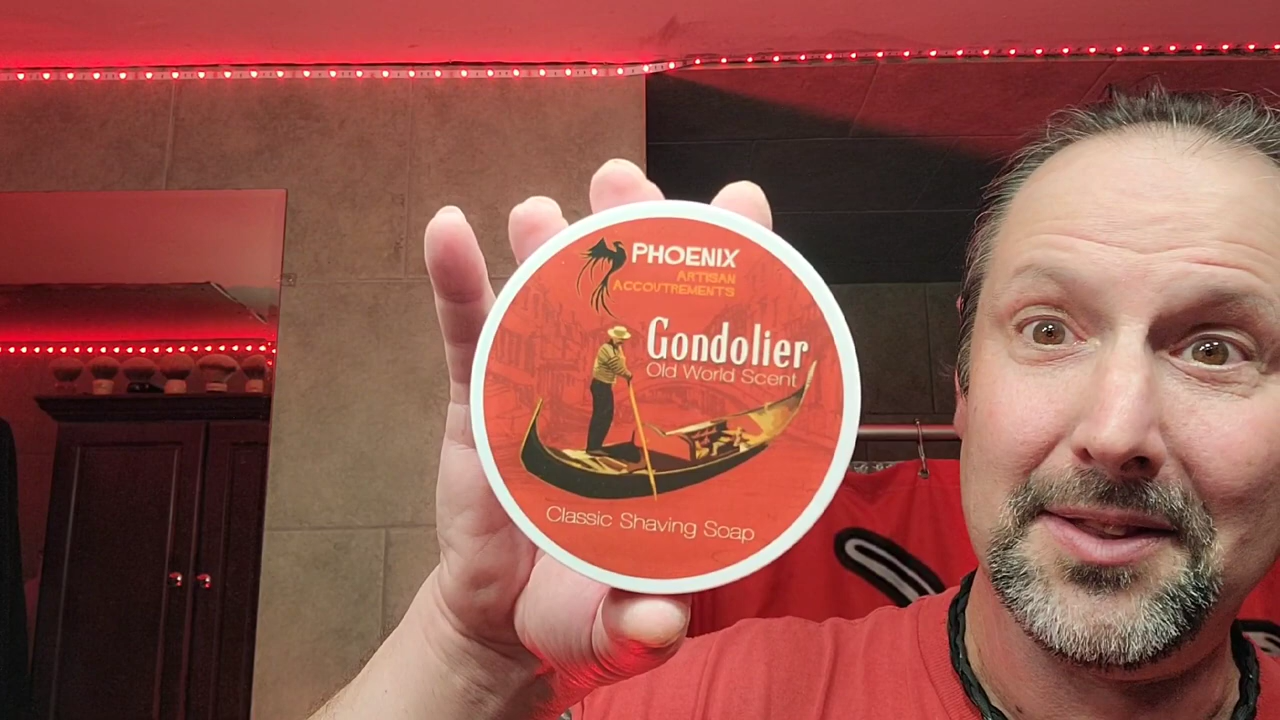 PHOENIX
ARTISAN
ACCOUTREMENTS
Gondolier
Old World Scent
Classic Shaving Soap